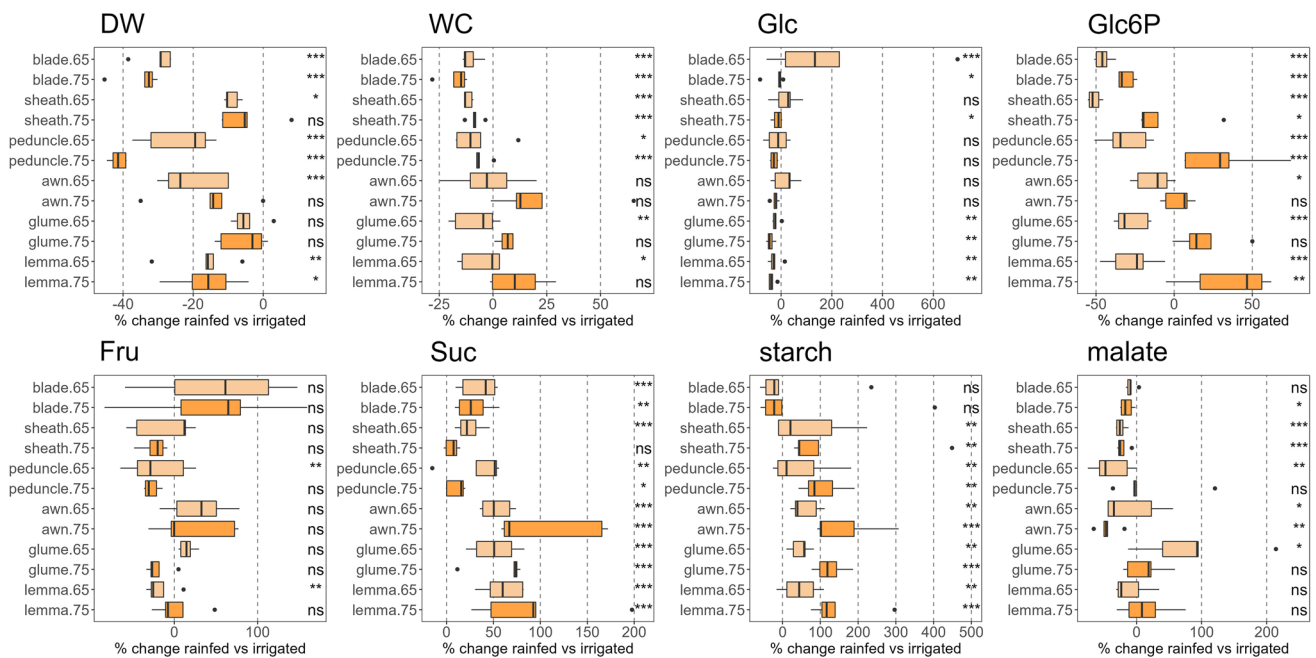 DW
blade.65 ***
blade.75 ***
sheath.65 *
sheath.75 ns
peduncle.65 ***
peduncle.75 ***
awn.65 ***
awn.75 ns
glume.65 ns
glume.75 ns
lemma.65 **
lemma.75 *
-40 -20 0
% change rainfed vs irrigated
WC
blade.65 ***
blade.75 ***
sheath.65 ***
sheath.75 ***
peduncle.65 *
peduncle.75 ***
awn.65 ns
awn.75 ns
glume.65 **
glume.75 ns
lemma.65 *
lemma.75 ns
-25 0 25 50
% change rainfed vs irrigated
Glc
blade.65 ***
blade.75 *
sheath.65 ns
sheath.75 *
peduncle.65 ns
peduncle.75 ns
awn.65 ns
awn.75 ns
glume.65 **
glume.75 **
lemma.65 **
lemma.75 **
0 200 400 600
% change rainfed vs irrigated
Glc6P
blade.65 ***
blade.75 ***
sheath.65 ***
sheath.75 *
peduncle.65 ***
peduncle.75 ***
awn.65 *
awn.75 ns
glume.65 ***
glume.75 ns
lemma.65 ***
lemma.75 **
-50 0 50
% change rainfed vs irrigated
Fru
blade.65 ns
blade.75 ns
sheath.65 ns
sheath.75 ns
peduncle.65 **
peduncle.75 ns
awn.65 ns
awn.75 ns
glume.65 ns
glume.75 ns
lemma.65 **
lemma.75 ns
0 100
% change rainfed vs irrigated
Suc
blade.65 ***
blade.75 **
sheath.65 ***
sheath.75 ns
peduncle.65 **
peduncle.75 *
awn.65 ***
awn.75 ***
glume.65 ***
glume.75 ***
lemma.65 ***
lemma.75 ***
0 50 100 150 200
% change rainfed vs irrigated
starch
blade.65 ns
blade.75 ns
sheath.65 **
sheath.75 **
peduncle.65 **
peduncle.75 **
awn.65 **
awn.75 ***
glume.65 **
glume.75 **
lemma.65 **
lemma.75 ***
0 100 200 300 400 500
% change rainfed vs irrigated
malate
blade.65 ns
blade.75 *
sheath.65 ***
sheath.75 ***
peduncle.65 **
peduncle.75 ns
awn.65 *
awn.75 **
glume.65 *
glume.75 ns
lemma.65 ns
lemma.75 ns
0 100 200
% change rainfed vs irrigated